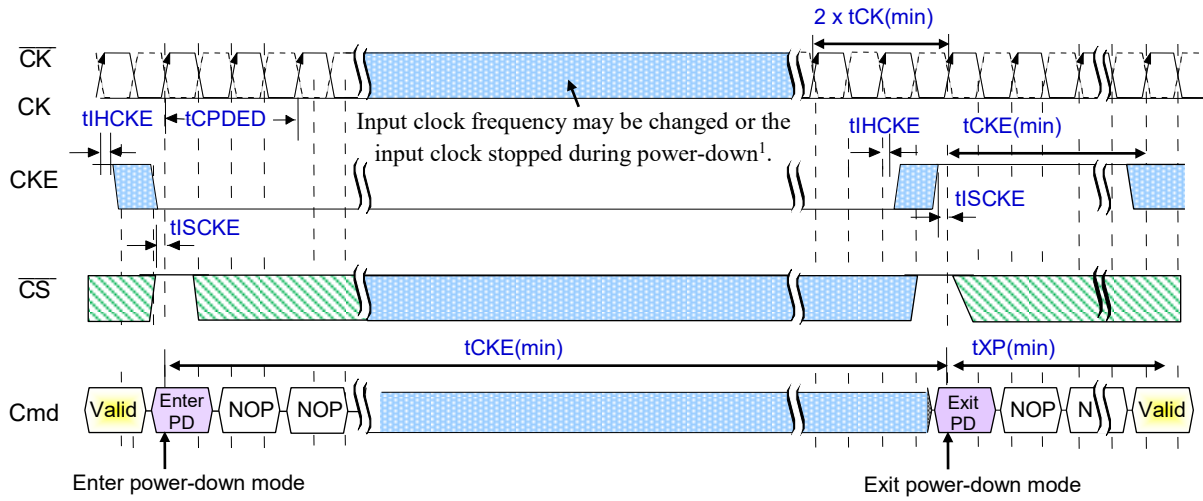 2 x tCK(min)
CK
CK
tIHCKE
tCPDED
Input clock frequency may be changed or the
input clock stopped during power-down1.
tIHCKE
tCKE(min)
CKE
tISCKE
tISCKE
CS
tCKE(min)
tXP(min)
Cmd
Valid
Enter
PD
NOP
NOP
Exit
PD
NOP
N
Valid
Enter power-down mode
Exit power-down mode